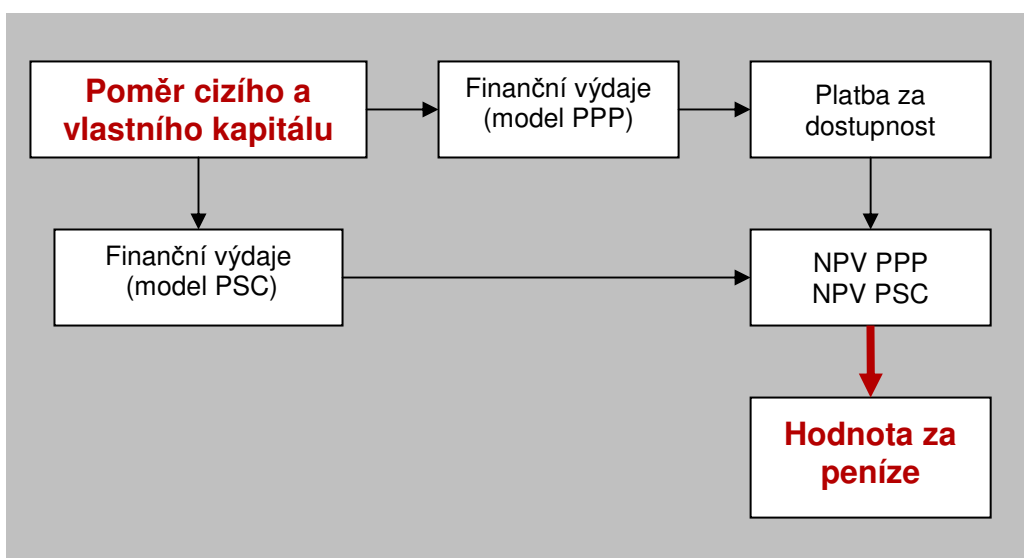 Poměr cizího a
vlastního kapitálu
Finanční výdaje
(model PPP)
Platba za
dostupnost
Finanční výdaje
(model PSC)
NPV PPP
NPV PSC
Hodnota za
peníze